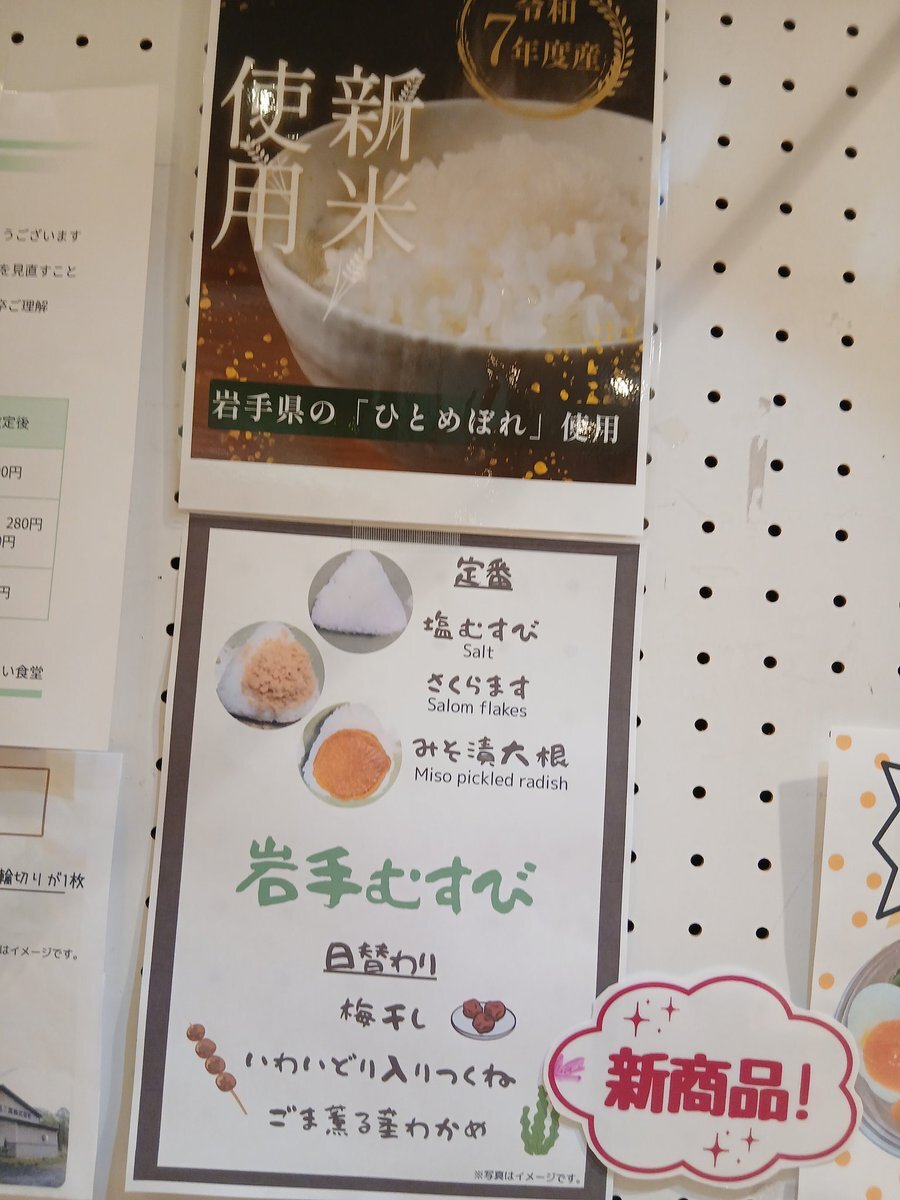 令和
7年度産
新米
使用
岩手県の「ひとめぼれ」使用
うございます
を見直すこと
卒ご理解
定後
0円
280円
0円
円
い食堂
輪切りが1枚
はイメージです。
定番
塩むすび
Salt
さくらます
Salom flakes
みそ漬大根
Miso pickled radish
岩手むすび
日替わり
梅干し
いわいどり入りつくね
ごま薫る茎わかめ
※写真はイメージです。
新商品!